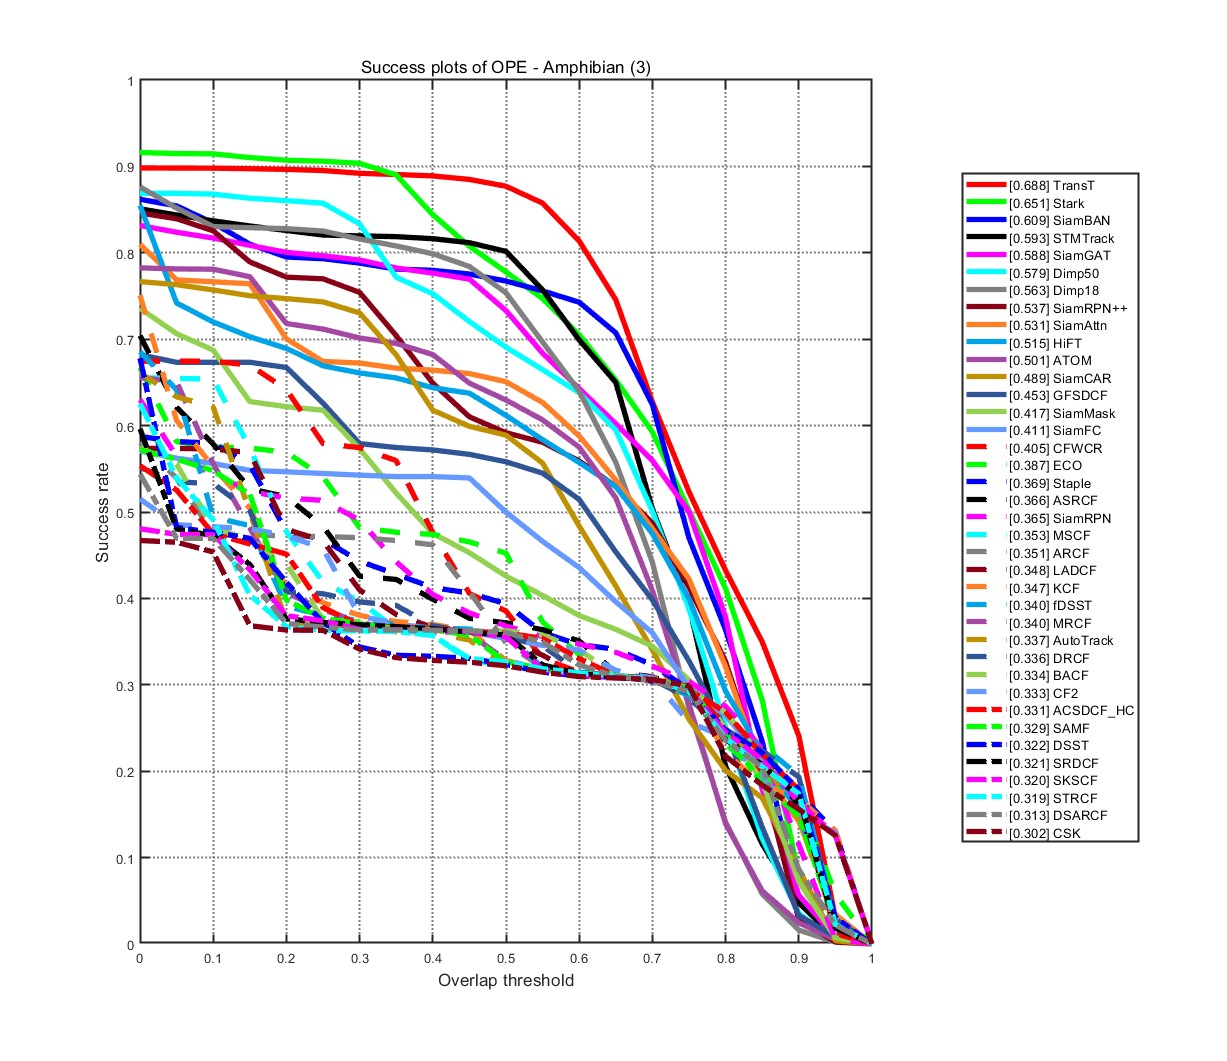 Success plots of OPE - Amphibian (3)
1
0.9
0.8
0.7
0.6
0.5
0.4
0.3
0.2
0.1
0
Success rate
0 0.1 0.2 0.3 0.4 0.5 0.6 0.7 0.8 0.9 1
Overlap threshold
[0.688] TransT
[0.651] Stark
[0.609] SiamBAN
[0.593] STMTrack
[0.588] SiamGAT
[0.579] Dimp50
[0.563] Dimp18
[0.537] SiamRPN++
[0.531] SiamAttn
[0.515] HiFT
[0.501] ATOM
[0.489] SiamCAR
[0.453] GFSDCF
[0.417] SiamMask
[0.411] SiamFC
[0.405] CFWCR
[0.387] ECO
[0.369] Staple
[0.366] ASRCF
[0.365] SiamRPN
[0.353] MSCF
[0.351] ARCF
[0.348] LADCF
[0.347] KCF
[0.340] fDSST
[0.340] MRCF
[0.337] AutoTrack
[0.336] DRCF
[0.334] BACF
[0.333] CF2
[0.331] ACSDCF_HC
[0.329] SAMF
[0.322] DSST
[0.321] SRDCF
[0.320] SKSCF
[0.319] STRCF
[0.313] DSARCF
[0.302] CSK